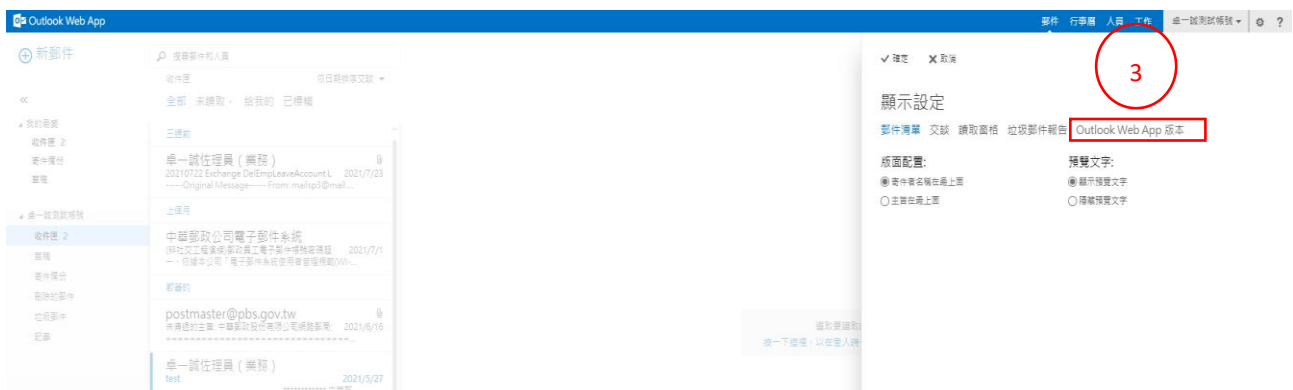 Outlook Web App
郵件 行事曆 人員 工作 卓一誠測試帳號 ?
新郵件
搜尋郵件和人員
收件匣 依日期排序交談
全部 未讀取 給我的 已標幟
我的最愛
收件匣 2
寄件備份
草稿
卓一誠測試帳號
收件匣 2
草稿
寄件備份
刪除的郵件
垃圾郵件
記事
三週前
卓一誠佐理員(業務)
20210722 Exchange DelEmpLeaveAccount L 2021/7/23
-----Original Message----- From: mailsp3@mail....
上個月
中華郵政公司電子郵件系統
2021/7/1
postmaster@pbs.gov.tw
2021/6/16
卓一誠佐理員(業務)
test 2021/5/27
確定 取消
3
顯示設定
郵件清單 交談 讀取窗格 垃圾郵件報告 Outlook Web App 版本
版面配置: 預覽文字:
寄件者名稱在最上面 顯示預覽文字
主旨在最上面 隱藏預覽文字